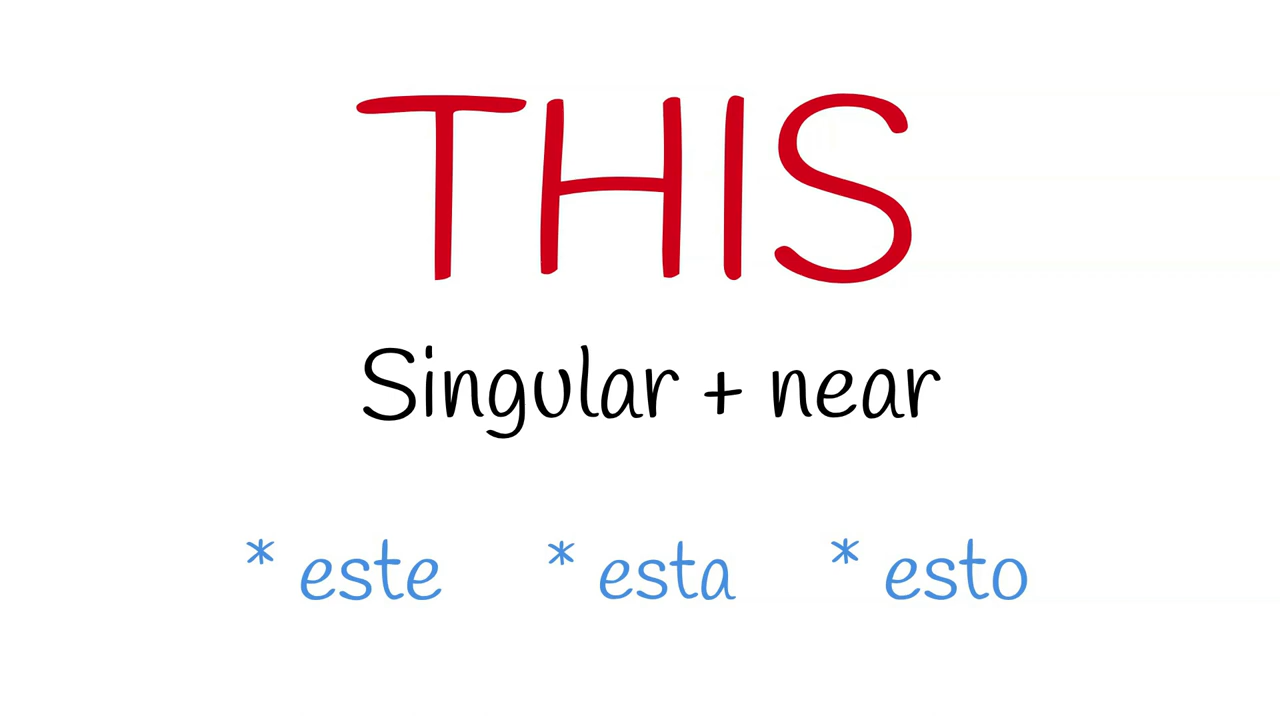 THIS
Singular + near
* este * esta * esto